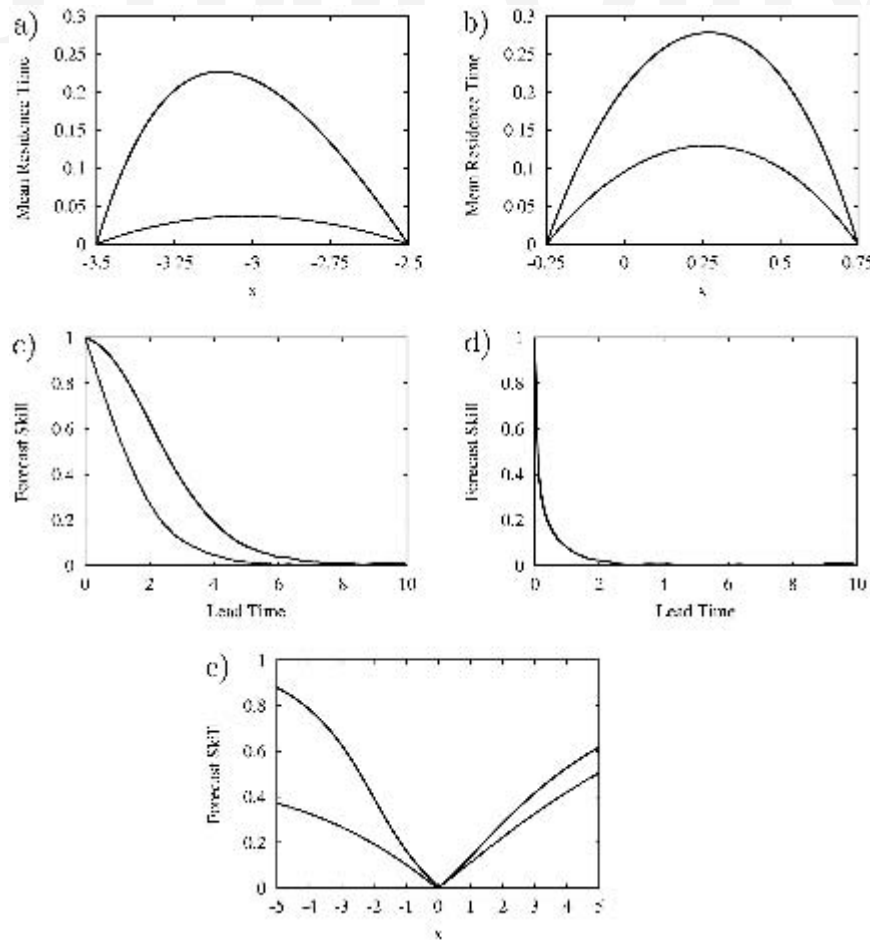 a)
0.3
0.25
0.2
0.15
0.1
0.05
0
Mean Residence Time
-3.5 -3.25 -3 -2.75 -2.5
x
b)
0.3
0.25
0.2
0.15
0.1
0.05
0
Mean Residence Time
-0.25 0 0.25 0.5 0.75
x
c)
1
0.8
0.6
0.4
0.2
0
Forecast Skill
0 2 4 6 8 10
Lead Time
d)
1
0.8
0.6
0.4
0.2
0
Forecast Skill
0 2 4 6 8 10
Lead Time
e)
1
0.8
0.6
0.4
0.2
0
Forecast Skill
-5 -4 -3 -2 -1 0 1 2 3 4 5
x